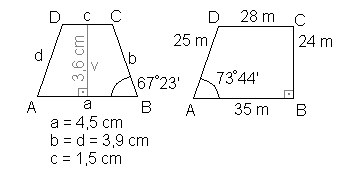 D c C
d 3,6 cm v b 67°23'
A a B
a = 4,5 cm
b = d = 3,9 cm
c = 1,5 cm
D 28 m C
25 m 24 m
73°44'
A 35 m B